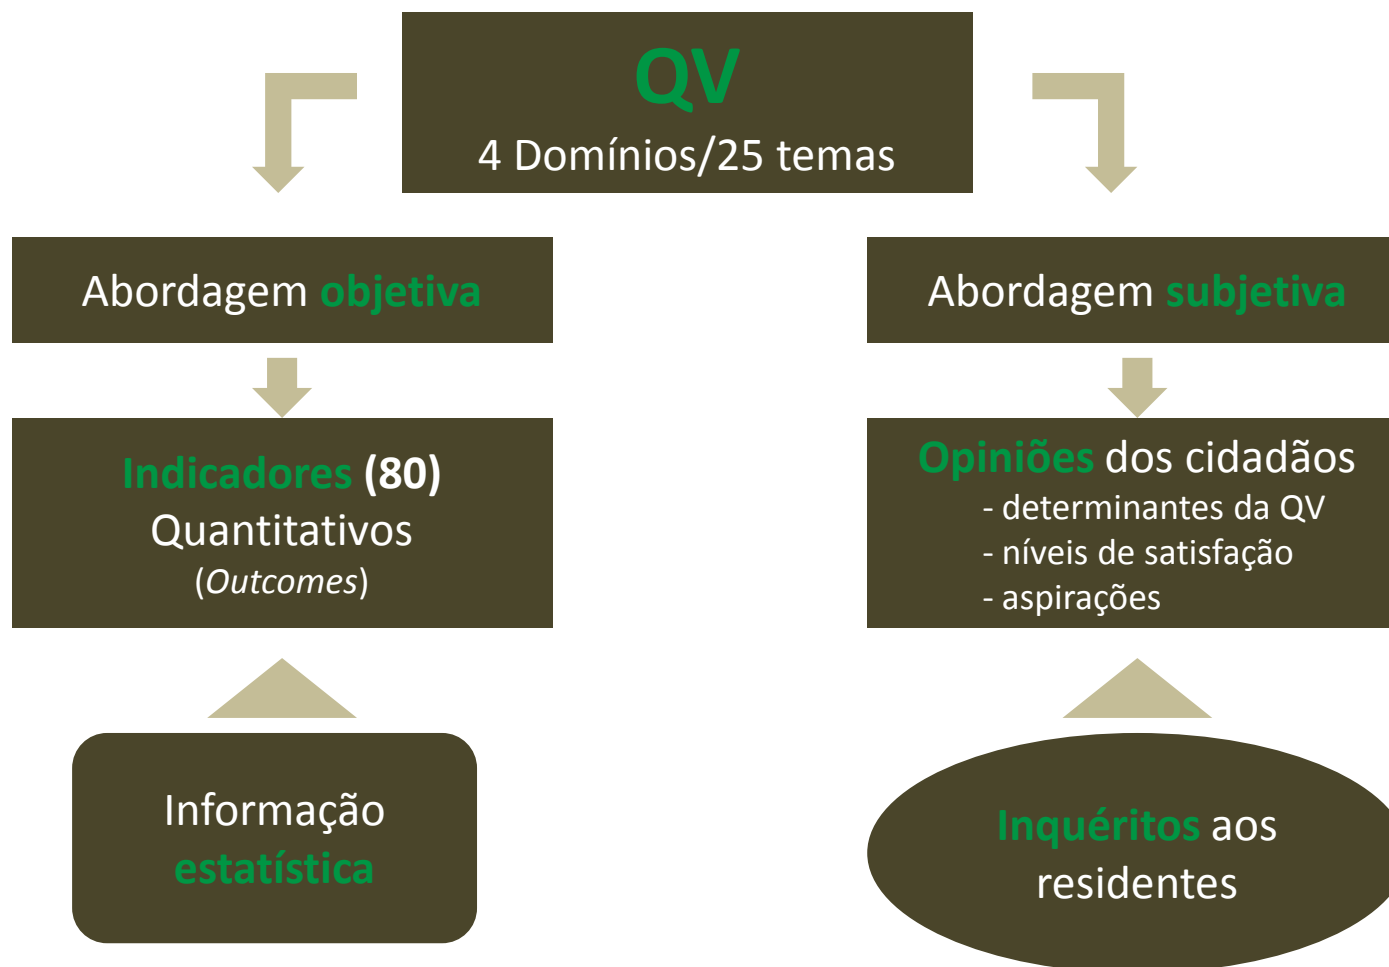 QV
4 Domínios/25 temas
Abordagem objetiva
Abordagem subjetiva
Indicadores (80)
Quantitativos
(Outcomes)
Opiniões dos cidadãos
- determinantes da QV
- níveis de satisfação
- aspirações
Informação
estatística
Inquéritos aos
residentes